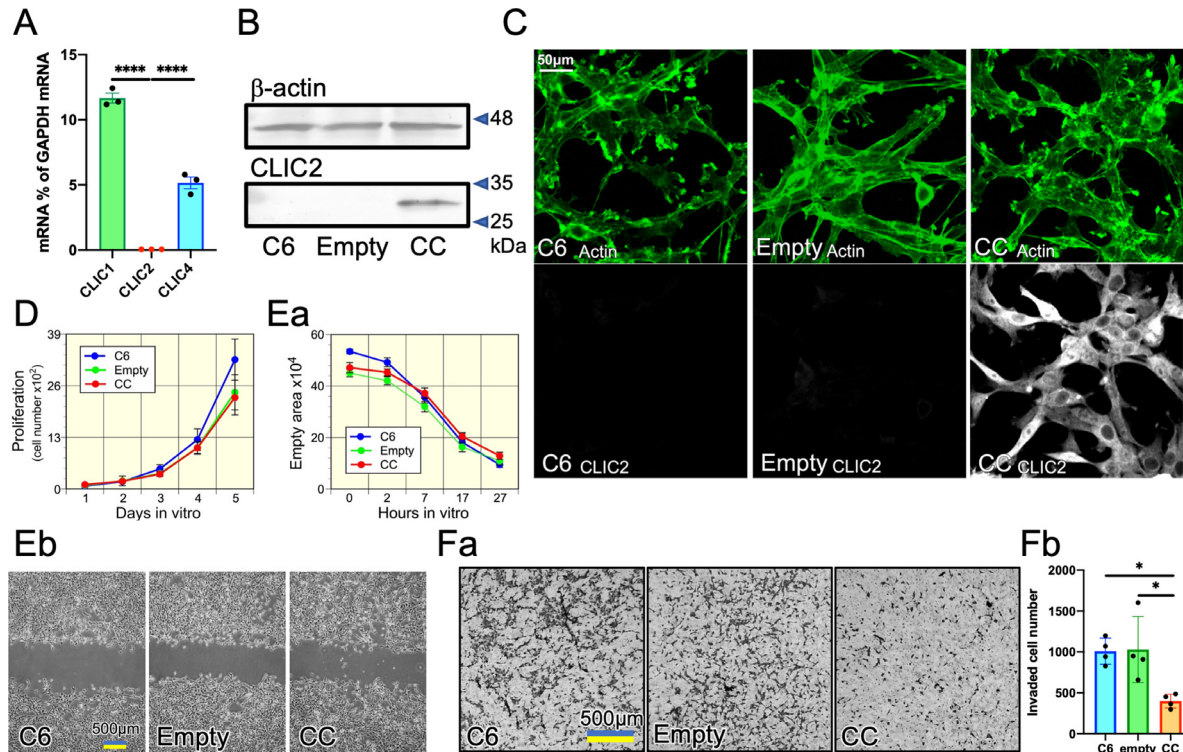 A
mRNA % of GAPDH mRNA
15
10
5
0
**** ****
CLIC1
CLIC2
CLIC4
B
β-actin
48
CLIC2
35
25
C6 Empty CC kDa
C
50μm
C6 Actin
Empty Actin
CC Actin
C6 CLIC2
Empty CLIC2
CC CLIC2
D
Proliferation
(cell number x10²)
39
26
13
0
C6
Empty
CC
1 2 3 4 5
Days in vitro
Ea
Empty area x10⁴
60
40
20
0
C6
Empty
CC
0 2 7 17 27
Hours in vitro
Eb
C6
500μm
Empty
CC
Fa
C6
500μm
Empty
CC
Fb
Invaded cell number
2000
1500
1000
500
0
*
*
C6 empty CC